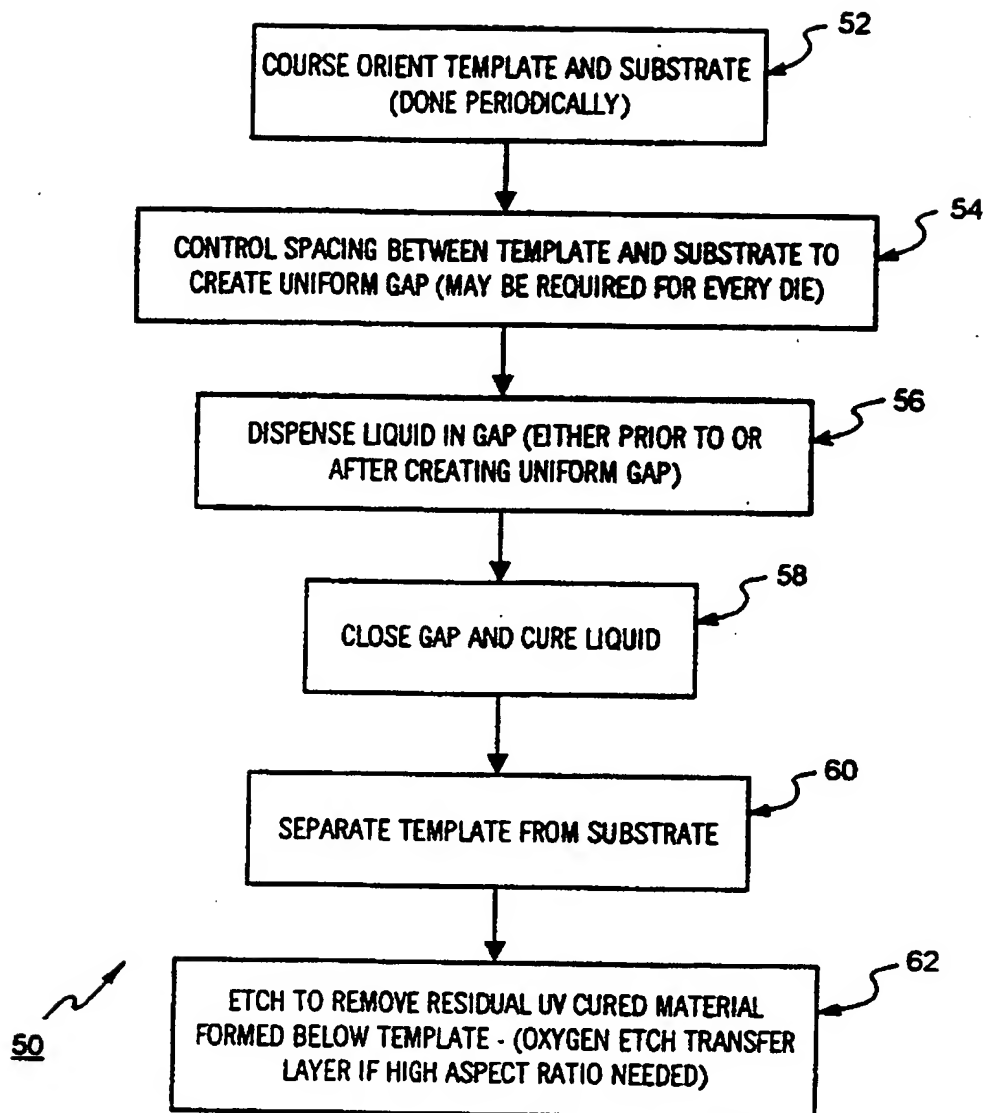 52
COURSE ORIENT TEMPLATE AND SUBSTRATE
(DONE PERIODICALLY)
54
CONTROL SPACING BETWEEN TEMPLATE AND SUBSTRATE TO
CREATE UNIFORM GAP (MAY BE REQUIRED FOR EVERY DIE)
56
DISPENSE LIQUID IN GAP (EITHER PRIOR TO OR
AFTER CREATING UNIFORM GAP)
58
CLOSE GAP AND CURE LIQUID
60
SEPARATE TEMPLATE FROM SUBSTRATE
62
ETCH TO REMOVE RESIDUAL UV CURED MATERIAL
FORMED BELOW TEMPLATE - (OXYGEN ETCH TRANSFER
LAYER IF HIGH ASPECT RATIO NEEDED)
50